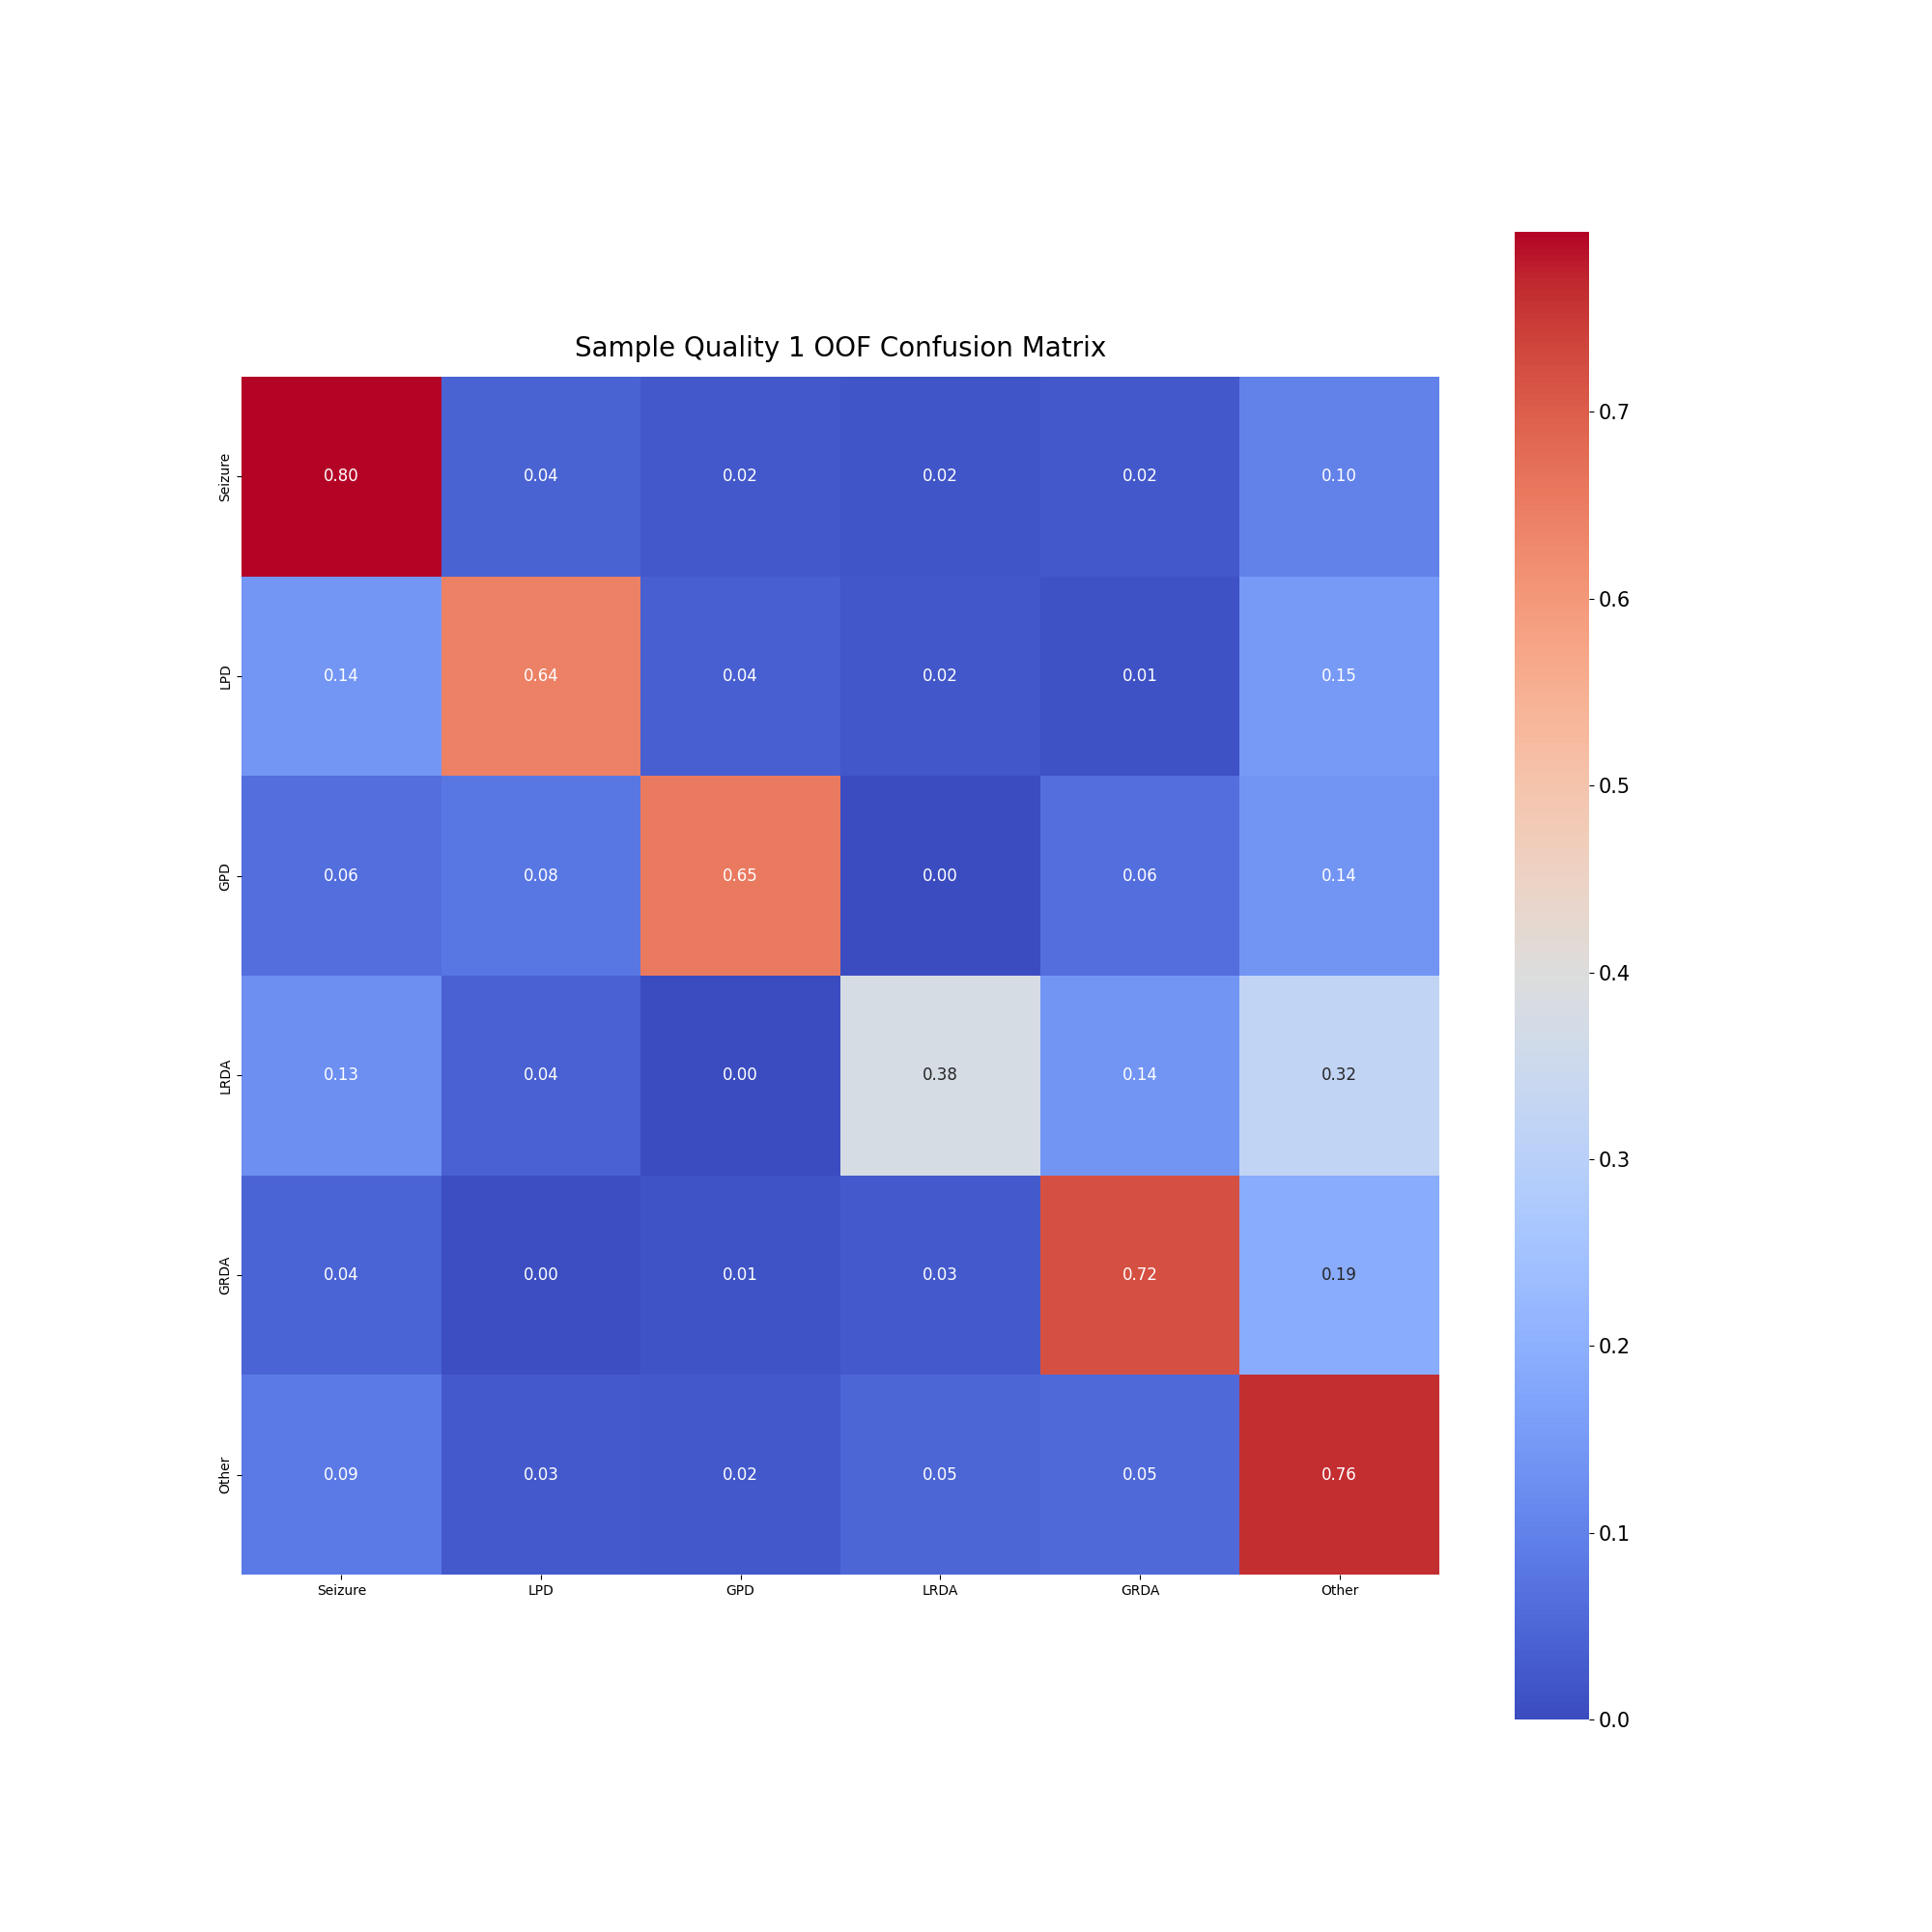 Sample Quality 1 OOF Confusion Matrix
Seizure 0.80 0.04 0.02 0.02 0.02 0.10
LPD 0.14 0.64 0.04 0.02 0.01 0.15
GPD 0.06 0.08 0.65 0.00 0.06 0.14
LRDA 0.13 0.04 0.00 0.38 0.14 0.32
GRDA 0.04 0.00 0.01 0.03 0.72 0.19
Other 0.09 0.03 0.02 0.05 0.05 0.76
Seizure LPD GPD LRDA GRDA Other
0.7
0.6
0.5
0.4
0.3
0.2
0.1
0.0